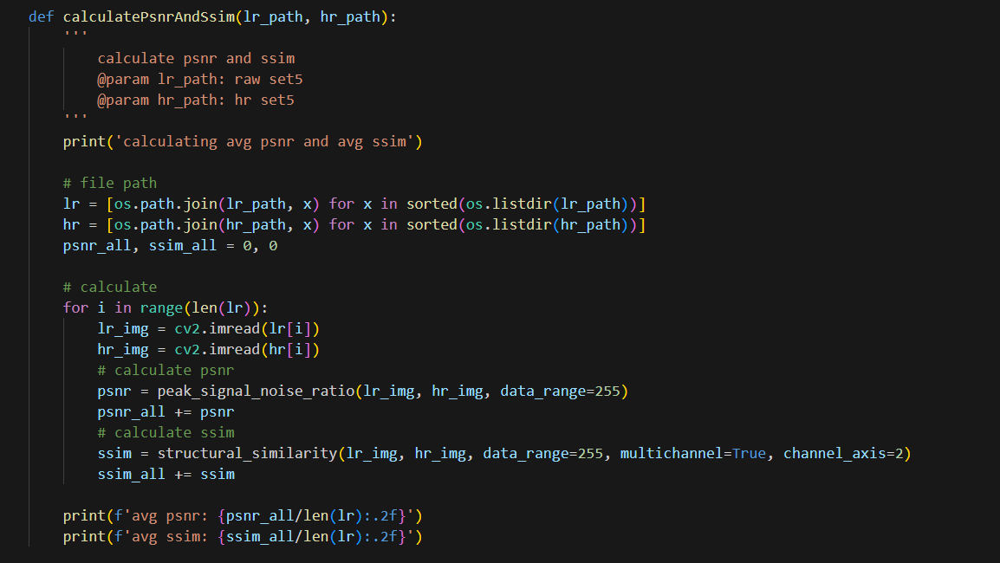 def calculatePsnrAndSsim(lr_path, hr_path):
    '''
        calculate psnr and ssim
        @param lr_path: raw set5
        @param hr_path: hr set5
    '''
    print('calculating avg psnr and avg ssim')

    # file path
    lr = [os.path.join(lr_path, x) for x in sorted(os.listdir(lr_path))]
    hr = [os.path.join(hr_path, x) for x in sorted(os.listdir(hr_path))]
    psnr_all, ssim_all = 0, 0

    # calculate
    for i in range(len(lr)):
        lr_img = cv2.imread(lr[i])
        hr_img = cv2.imread(hr[i])
        # calculate psnr
        psnr = peak_signal_noise_ratio(lr_img, hr_img, data_range=255)
        psnr_all += psnr
        # calculate ssim
        ssim = structural_similarity(lr_img, hr_img, data_range=255, multichannel=True, channel_axis=2)
        ssim_all += ssim

    print(f'avg psnr: {psnr_all/len(lr):.2f}')
    print(f'avg ssim: {ssim_all/len(lr):.2f}')